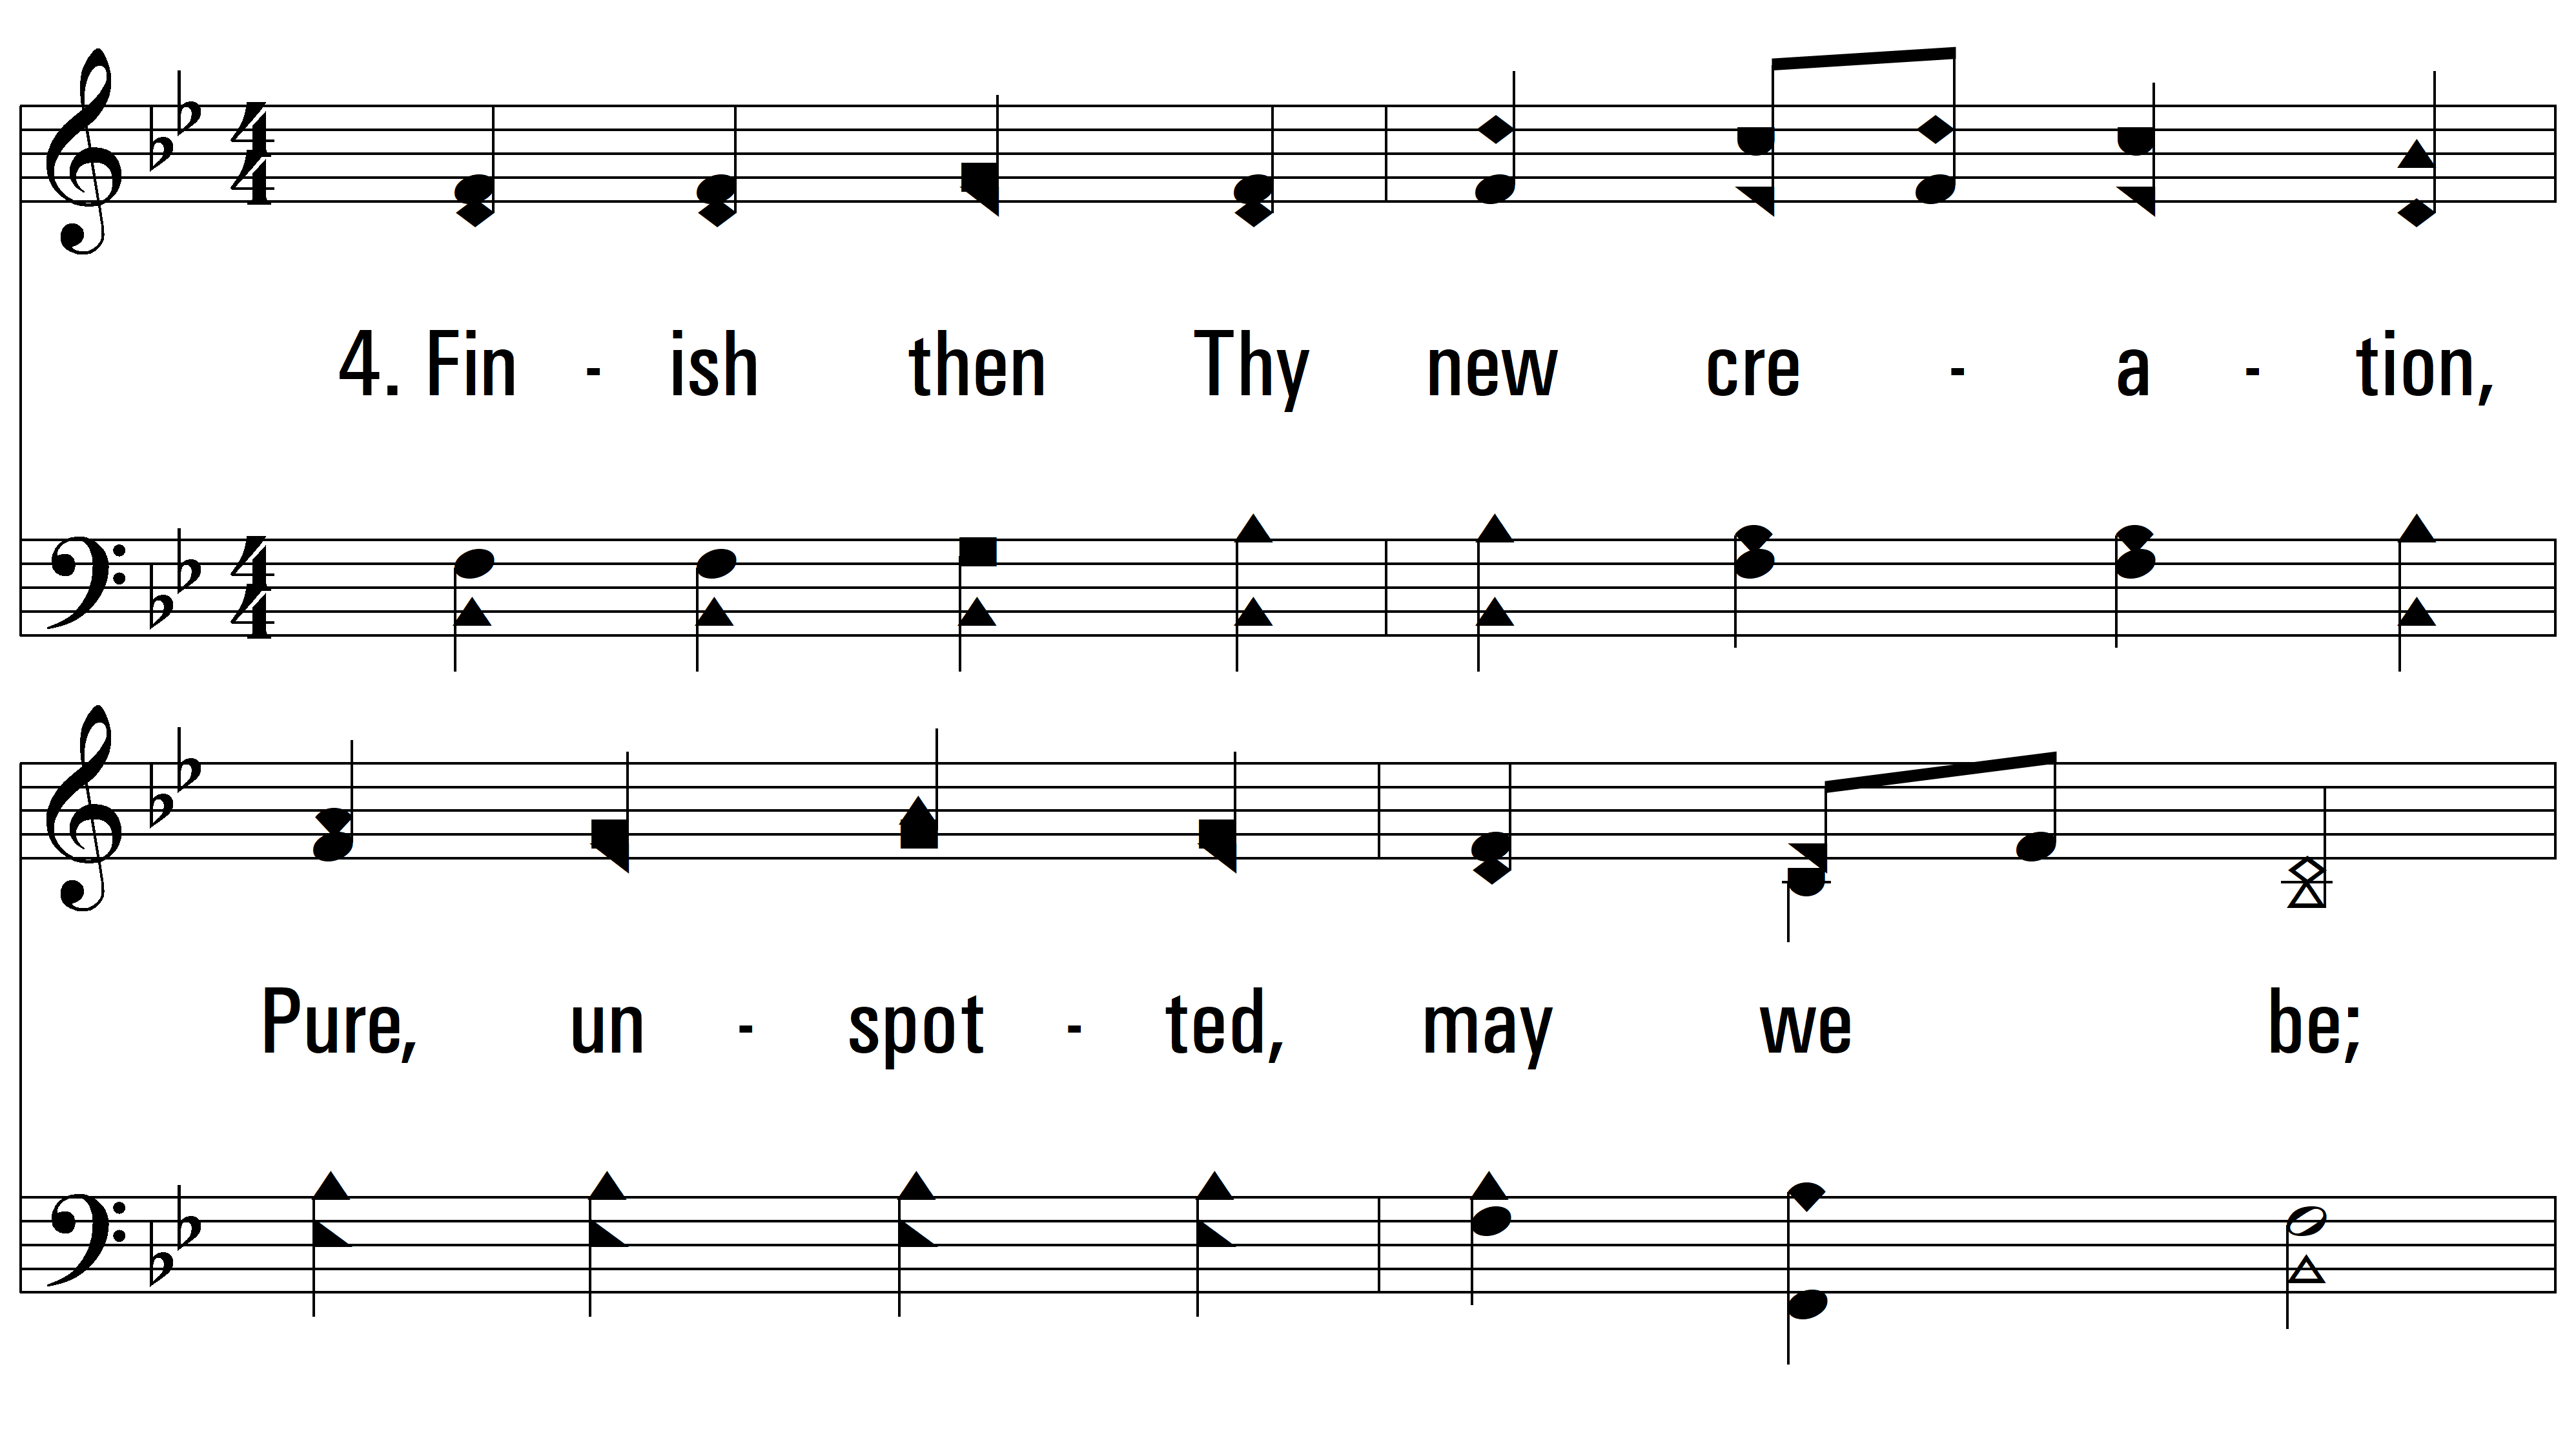 4. Fin - ish then Thy new cre - a - tion,
Pure, un - spot - ted, may we be;